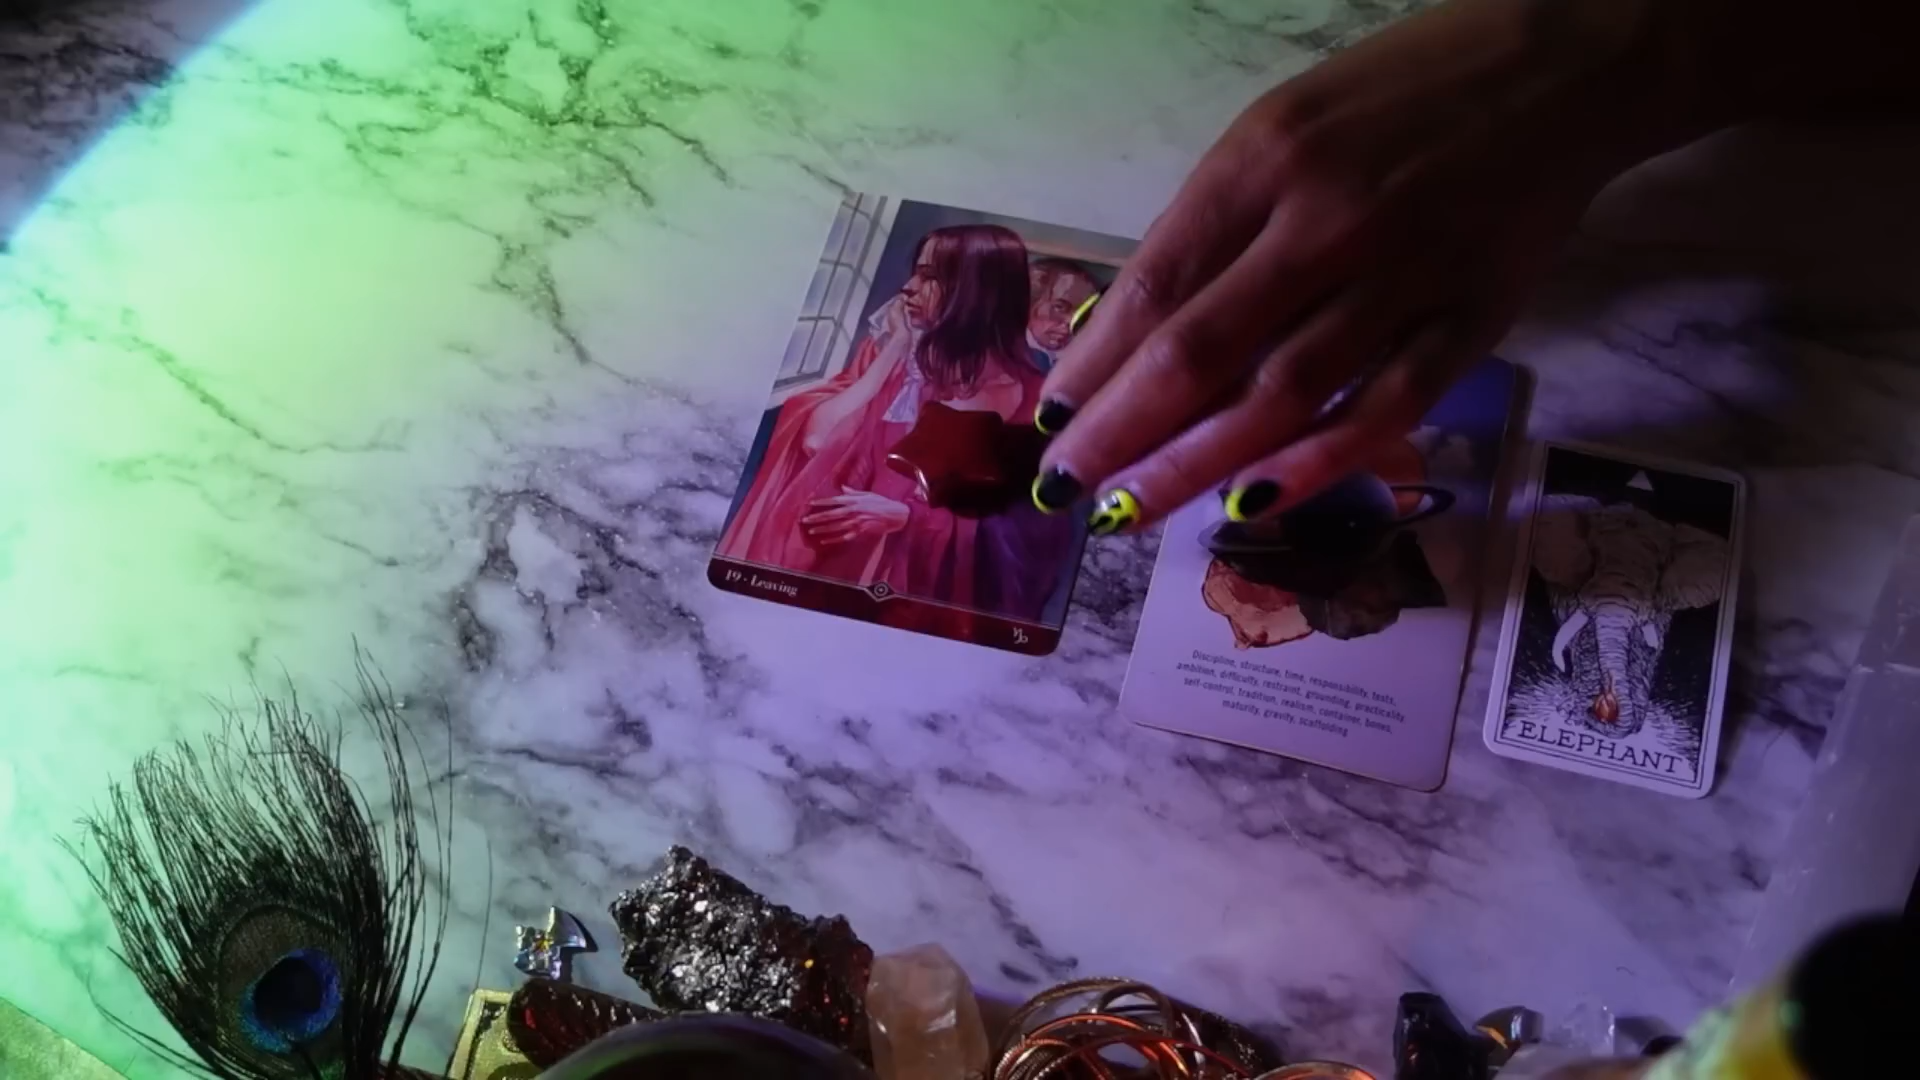 19 · Leaving
Discipline, structure, time, responsibility, tests,
ambition, difficulty, restraint, grounding, practicality,
self-control, tradition, realism, container, bones,
maturity, gravity, scaffolding
ELEPHANT